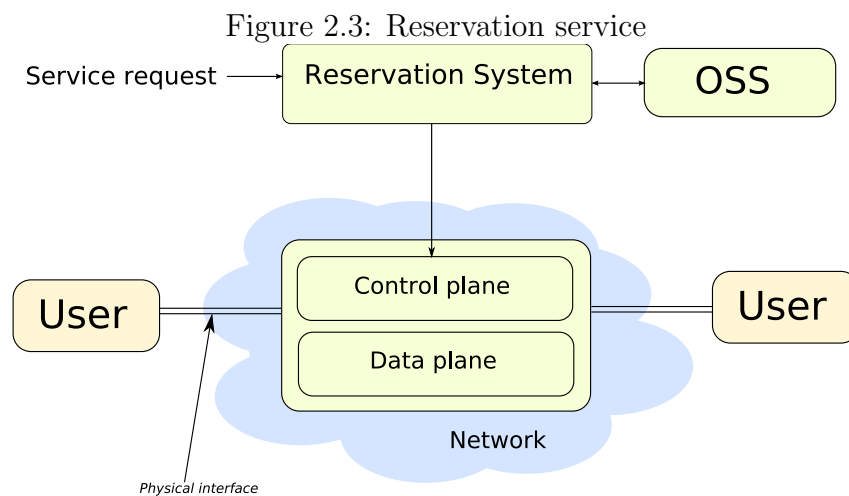 Figure 2.3: Reservation service
Service request
Reservation System
OSS
Control plane
User
User
Data plane
Network
Physical interface